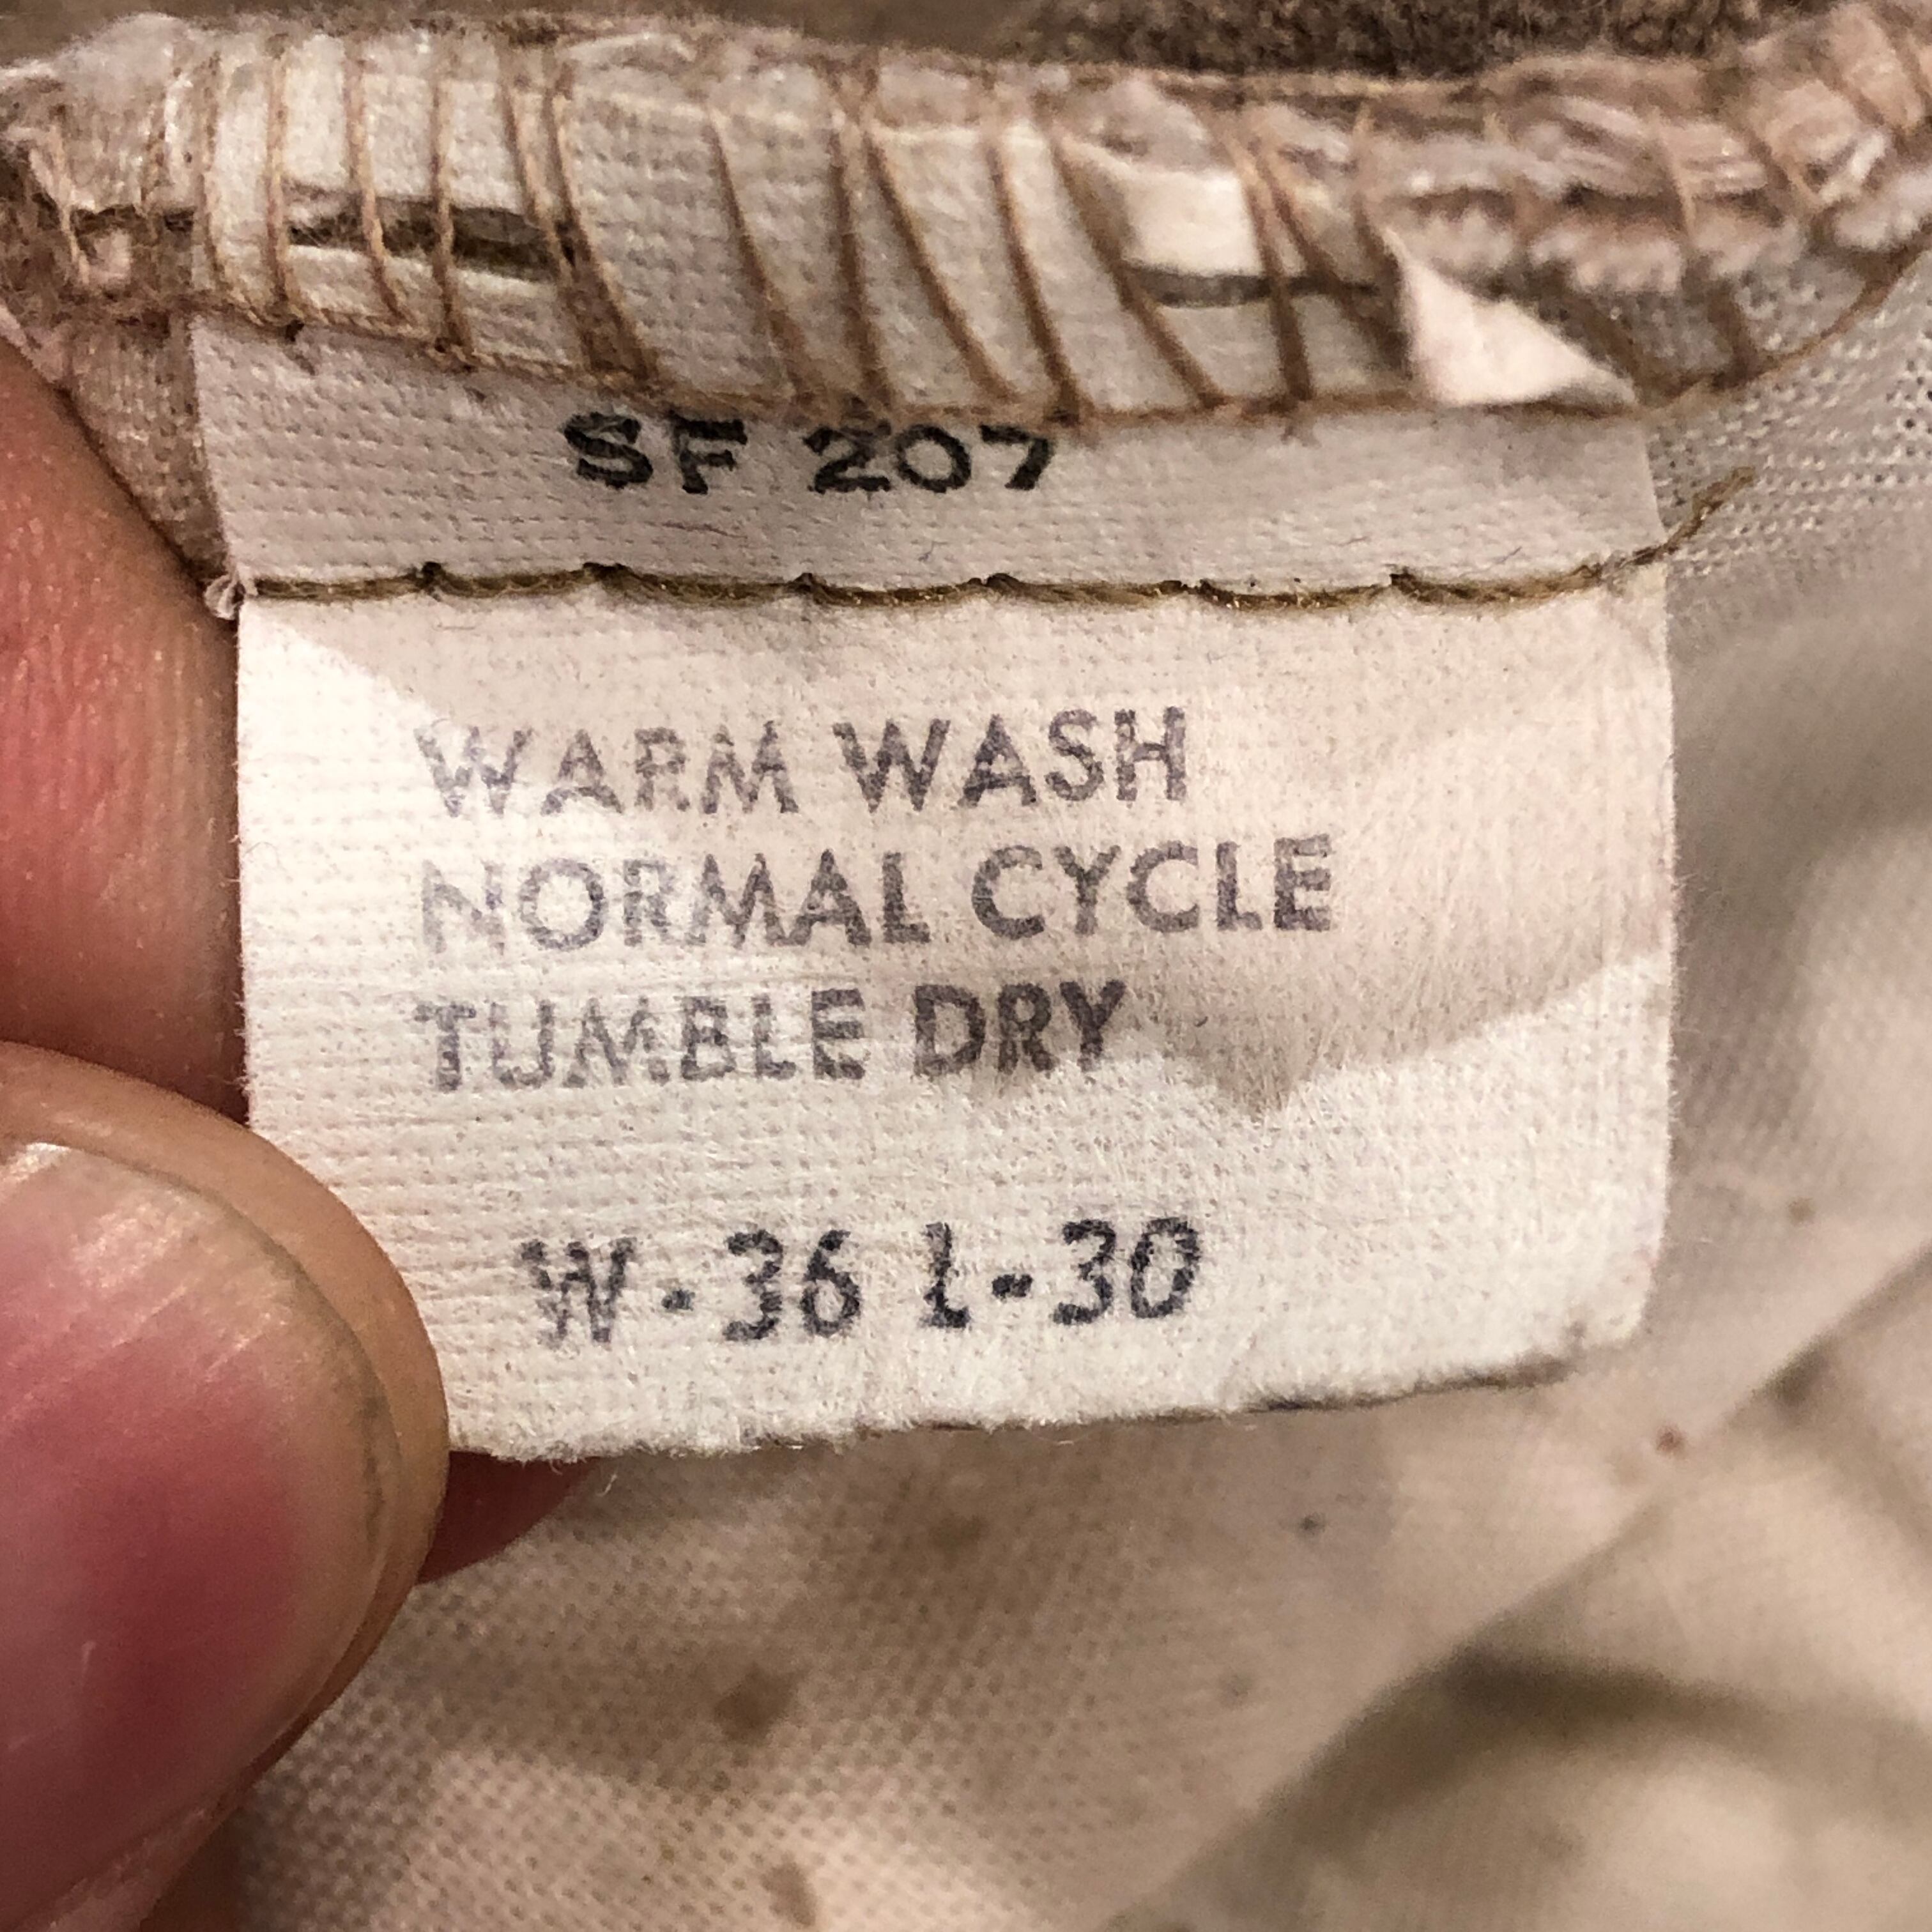 SF 207
WARM WASH
NORMAL CYCLE
TUMBLE DRY
W-36 L-30